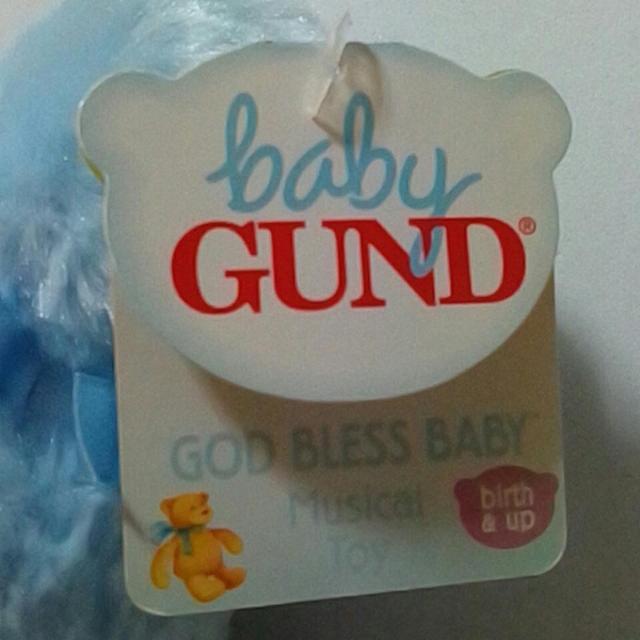 baby
GUND®
GOD BLESS BABY™
Musical
Toy
birth
& up